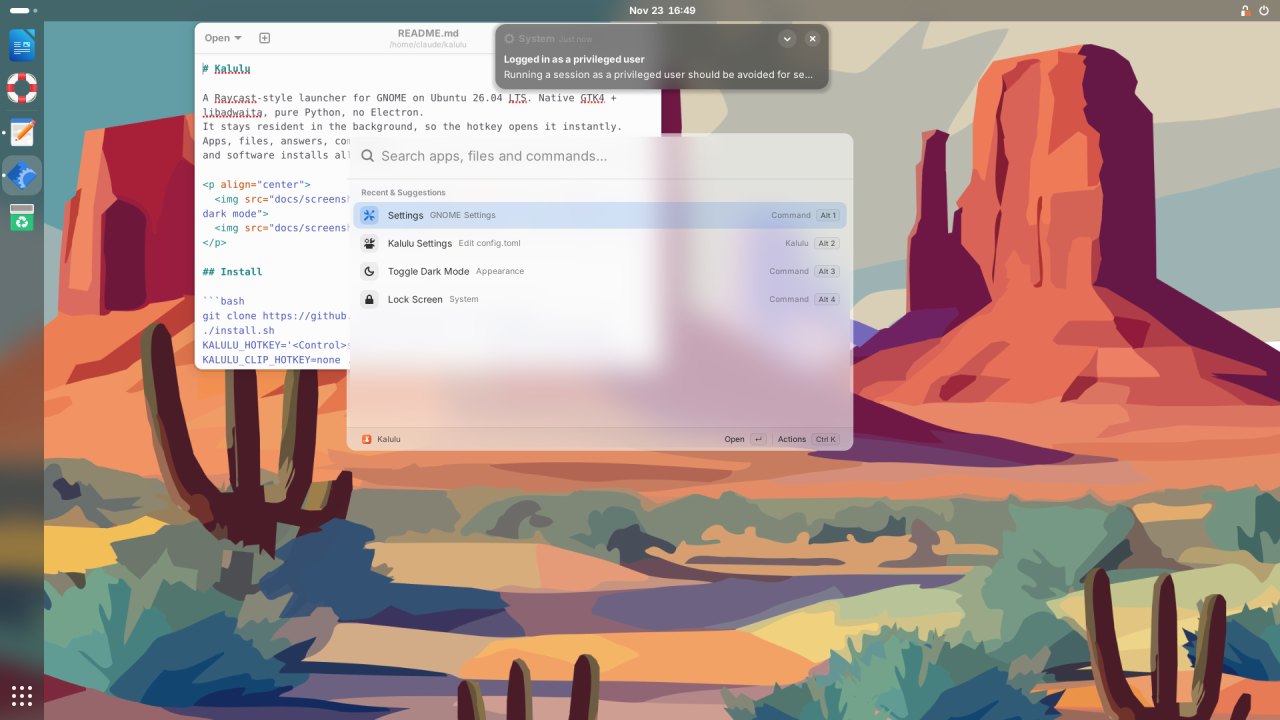 Nov 23 16:49
Open
README.md
/home/claude/kalulu
# Kalulu
A Raycast-style launcher for GNOME on Ubuntu 26.04 LTS. Native GTK4 +
libadwaita, pure Python, no Electron.
It stays resident in the background, so the hotkey opens it instantly.
Apps, files, answers,
and software installs
<p align="center">
<img src="docs/screens
dark mode">
<img src="docs/screens
</p>
## Install
```bash
git clone https://github.
./install.sh
KALULU_HOTKEY='<Control>
KALULU_CLIP_HOTKEY=none
System Just now
Logged in as a privileged user
Running a session as a privileged user should be avoided for se...
Search apps, files and commands...
Recent & Suggestions
Settings GNOME Settings Command Alt 1
Kalulu Settings Edit config.toml Kalulu Alt 2
Toggle Dark Mode Appearance Command Alt 3
Lock Screen System Command Alt 4
Kalulu Open ↵ Actions Ctrl K